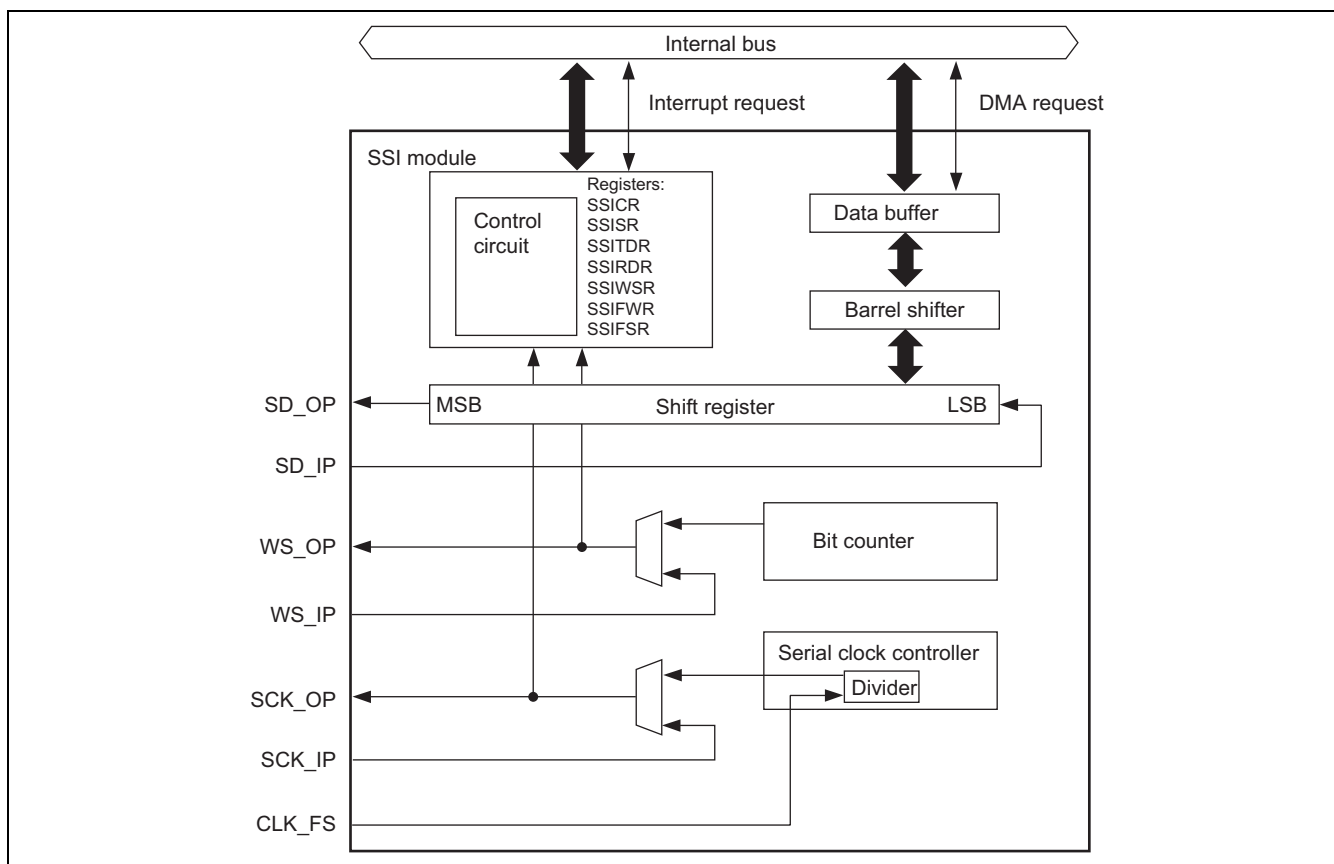 Internal bus
Interrupt request
DMA request
SSI module
Registers:
SSICR
SSISR
SSITDR
SSIRDR
SSIWSR
SSIFWR
SSIFSR
Control
circuit
Data buffer
Barrel shifter
SD_OP
MSB
Shift register
LSB
SD_IP
WS_OP
Bit counter
WS_IP
Serial clock controller
Divider
SCK_OP
SCK_IP
CLK_FS